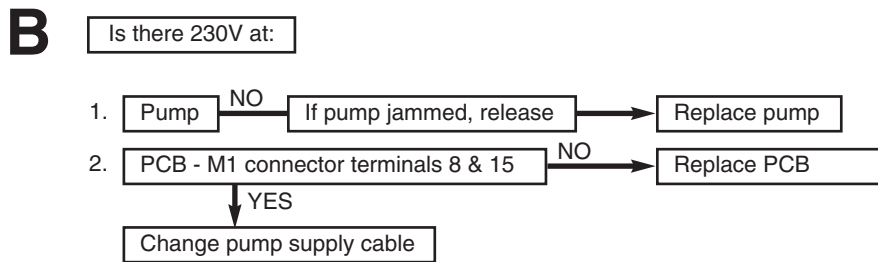 B
Is there 230V at:
1. Pump NO If pump jammed, release Replace pump
2. PCB - M1 connector terminals 8 & 15 NO Replace PCB
YES
Change pump supply cable